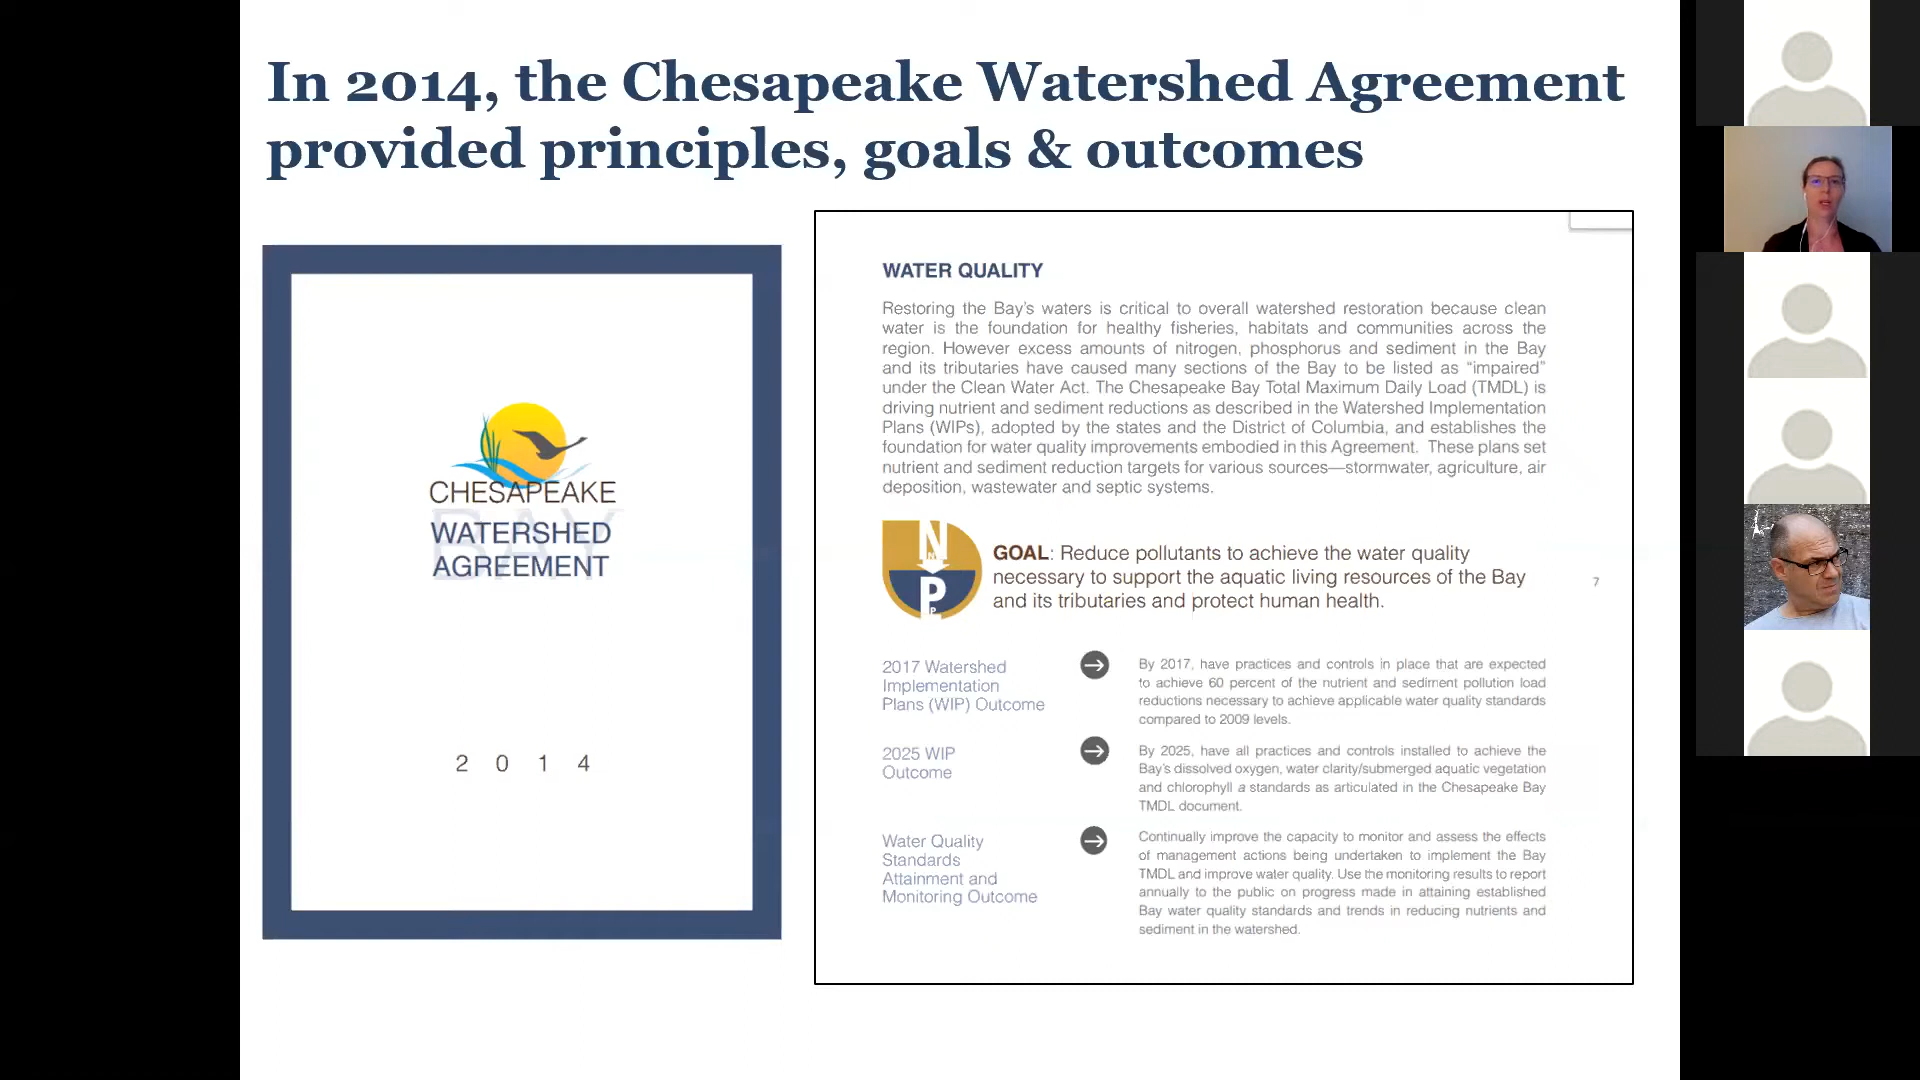 In 2014, the Chesapeake Watershed Agreement
provided principles, goals & outcomes
CHESAPEAKE
BAY
WATERSHED
AGREEMENT
2 0 1 4
WATER QUALITY
Restoring the Bay's waters is critical to overall watershed restoration because clean
water is the foundation for healthy fisheries, habitats and communities across the
region. However excess amounts of nitrogen, phosphorus and sediment in the Bay
and its tributaries have caused many sections of the Bay to be listed as “impaired”
under the Clean Water Act. The Chesapeake Bay Total Maximum Daily Load (TMDL) is
driving nutrient and sediment reductions as described in the Watershed Implementation
Plans (WIPs), adopted by the states and the District of Columbia, and establishes the
foundation for water quality improvements embodied in this Agreement. These plans set
nutrient and sediment reduction targets for various sources—stormwater, agriculture, air
deposition, wastewater and septic systems.
N
N
P
P
GOAL: Reduce pollutants to achieve the water quality
necessary to support the aquatic living resources of the Bay
and its tributaries and protect human health.
7
2017 Watershed
Implementation
Plans (WIP) Outcome
By 2017, have practices and controls in place that are expected
to achieve 60 percent of the nutrient and sediment pollution load
reductions necessary to achieve applicable water quality standards
compared to 2009 levels.
2025 WIP
Outcome
By 2025, have all practices and controls installed to achieve the
Bay's dissolved oxygen, water clarity/submerged aquatic vegetation
and chlorophyll a standards as articulated in the Chesapeake Bay
TMDL document.
Water Quality
Standards
Attainment and
Monitoring Outcome
Continually improve the capacity to monitor and assess the effects
of management actions being undertaken to implement the Bay
TMDL and improve water quality. Use the monitoring results to report
annually to the public on progress made in attaining established
Bay water quality standards and trends in reducing nutrients and
sediment in the watershed.